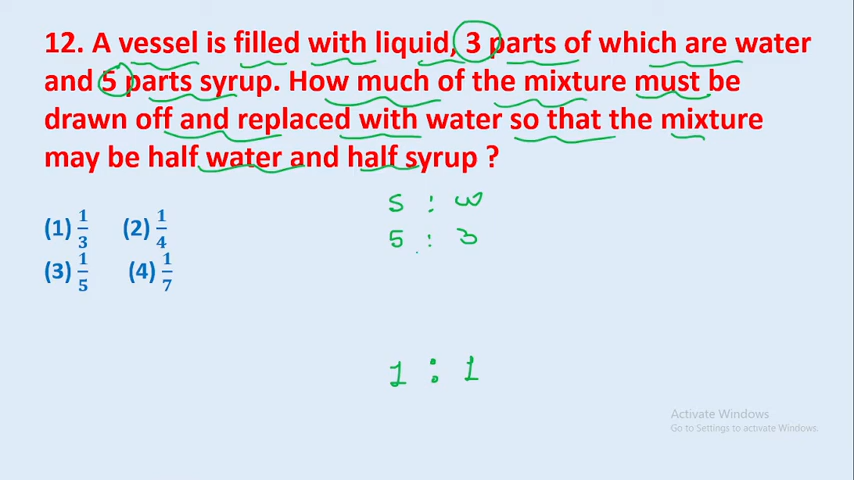 12. A vessel is filled with liquid, 3 parts of which are water
and 5 parts syrup. How much of the mixture must be
drawn off and replaced with water so that the mixture
may be half water and half syrup ?
(1) 1/3 (2) 1/4
(3) 1/5 (4) 1/7
S : w
5 : 3
1 : 1
Activate Windows
Go to Settings to activate Windows.